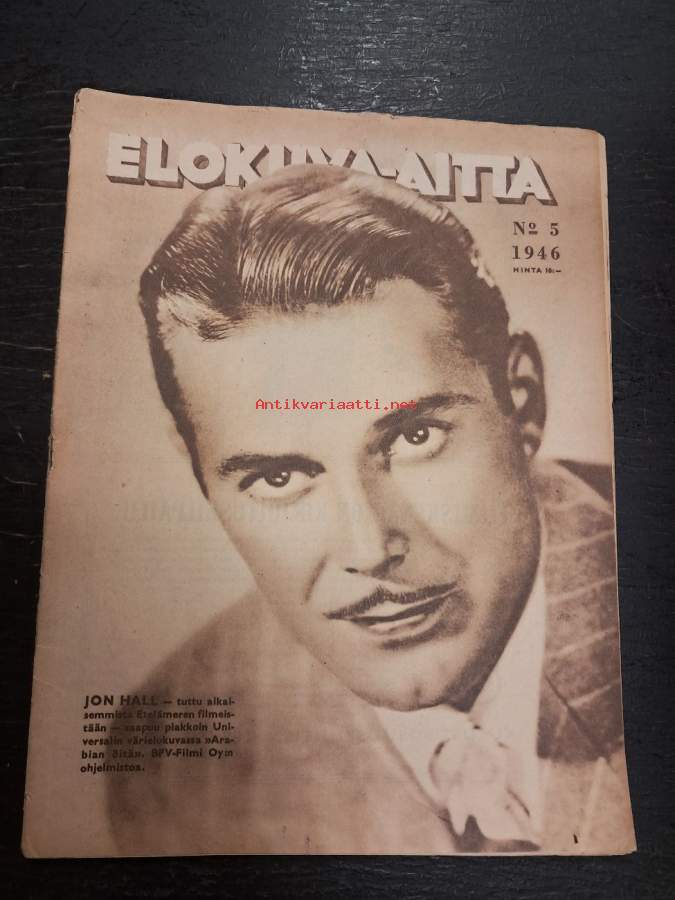 ELOKUVA-AITTA
No 5
1946
HINTA 10:—
Antikvariaatti.net
JON HALL — tuttu aikai-
semmista Etelämeren filmeis-
tään — saapuu piakkoin Uni-
versalin värielokuvassa »Ara-
bian öitä». BFV-Filmi Oy:n
ohjelmistoa.